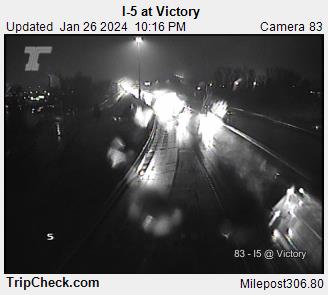 I-5 at Victory
Updated Jan 26 2024 10:16 PM Camera 83
T
S
83 - I5 @ Victory
TripCheck.com Milepost306.80